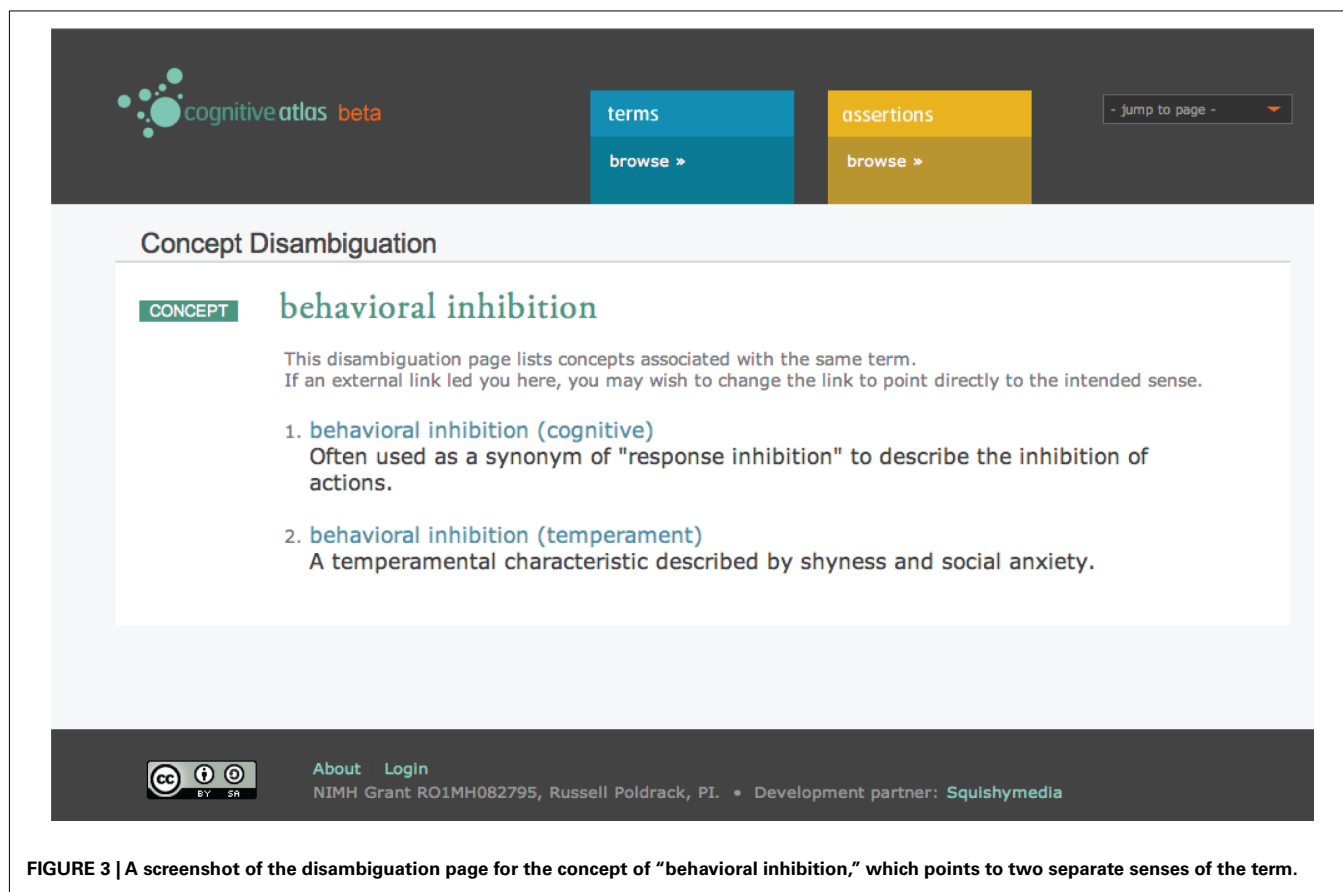 cognitive atlas beta
terms
assertions
- jump to page -
browse »
browse »
Concept Disambiguation
CONCEPT
behavioral inhibition
This disambiguation page lists concepts associated with the same term.
If an external link led you here, you may wish to change the link to point directly to the intended sense.
1. behavioral inhibition (cognitive)
Often used as a synonym of "response inhibition" to describe the inhibition of
actions.
2. behavioral inhibition (temperament)
A temperamental characteristic described by shyness and social anxiety.
cc
BY SA
About Login
NIMH Grant RO1MH082795, Russell Poldrack, PI. • Development partner: Squishymedia
FIGURE 3 | A screenshot of the disambiguation page for the concept of “behavioral inhibition,” which points to two separate senses of the term.